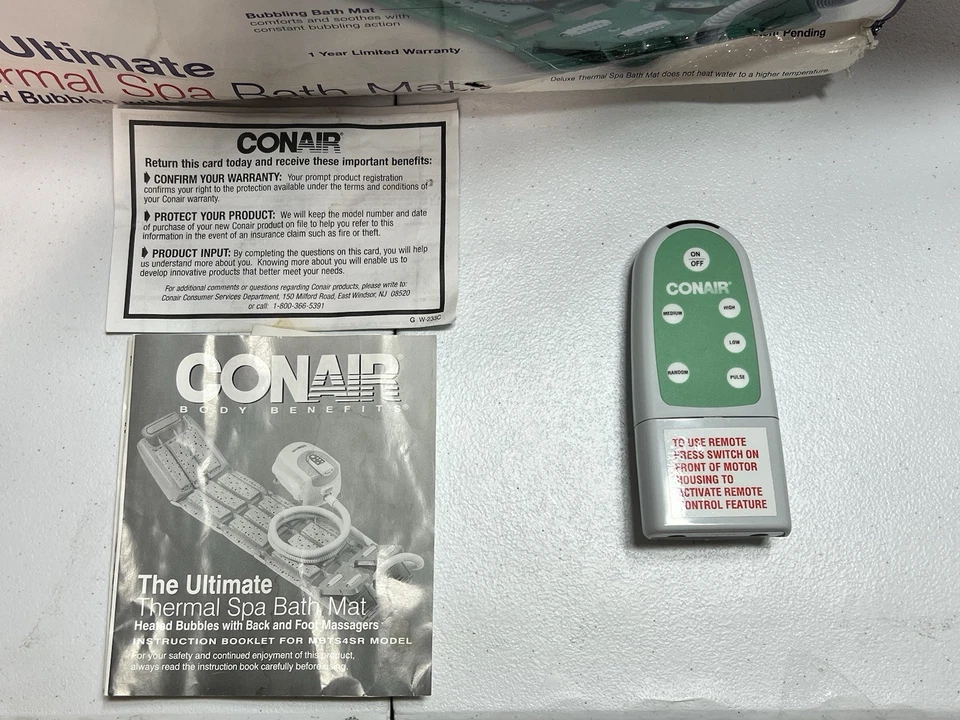 Bubbling Bath Mat
comforts and soothes with
constant bubbling action
1 Year Limited Warranty
Pending
Deluxe Thermal Spa Bath Mat does not heat water to a higher temperature.
Ultimate
rmal Spa Bath Mat
d Bubbles
CONAIR®
Return this card today and receive these important benefits:
CONFIRM YOUR WARRANTY: Your prompt product registration
confirms your right to the protection available under the terms and conditions of
your Conair warranty.
PROTECT YOUR PRODUCT: We will keep the model number and date
of purchase of your new Conair product on file to help you refer to this
information in the event of an insurance claim such as fire or theft.
PRODUCT INPUT: By completing the questions on this card, you will help
us understand more about you. Knowing more about you will enable us to
develop innovative products that better meet your needs.
For additional comments or questions regarding Conair products, please write to:
Conair Consumer Services Department, 150 Milford Road, East Windsor, NJ 08520
or call: 1-800-366-5391
G W-233C
CONAIR
BODY BENEFITS®
The Ultimate
Thermal Spa Bath Mat
Heated Bubbles with Back and Foot Massagers
INSTRUCTION BOOKLET FOR MBTS4SR MODEL
For your safety and continued enjoyment of this product,
always read the instruction book carefully before using.
ON
OFF
CONAIR®
MEDIUM
HIGH
LOW
RANDOM
PULSE
TO USE REMOTE
PRESS SWITCH ON
FRONT OF MOTOR
HOUSING TO
ACTIVATE REMOTE
CONTROL FEATURE